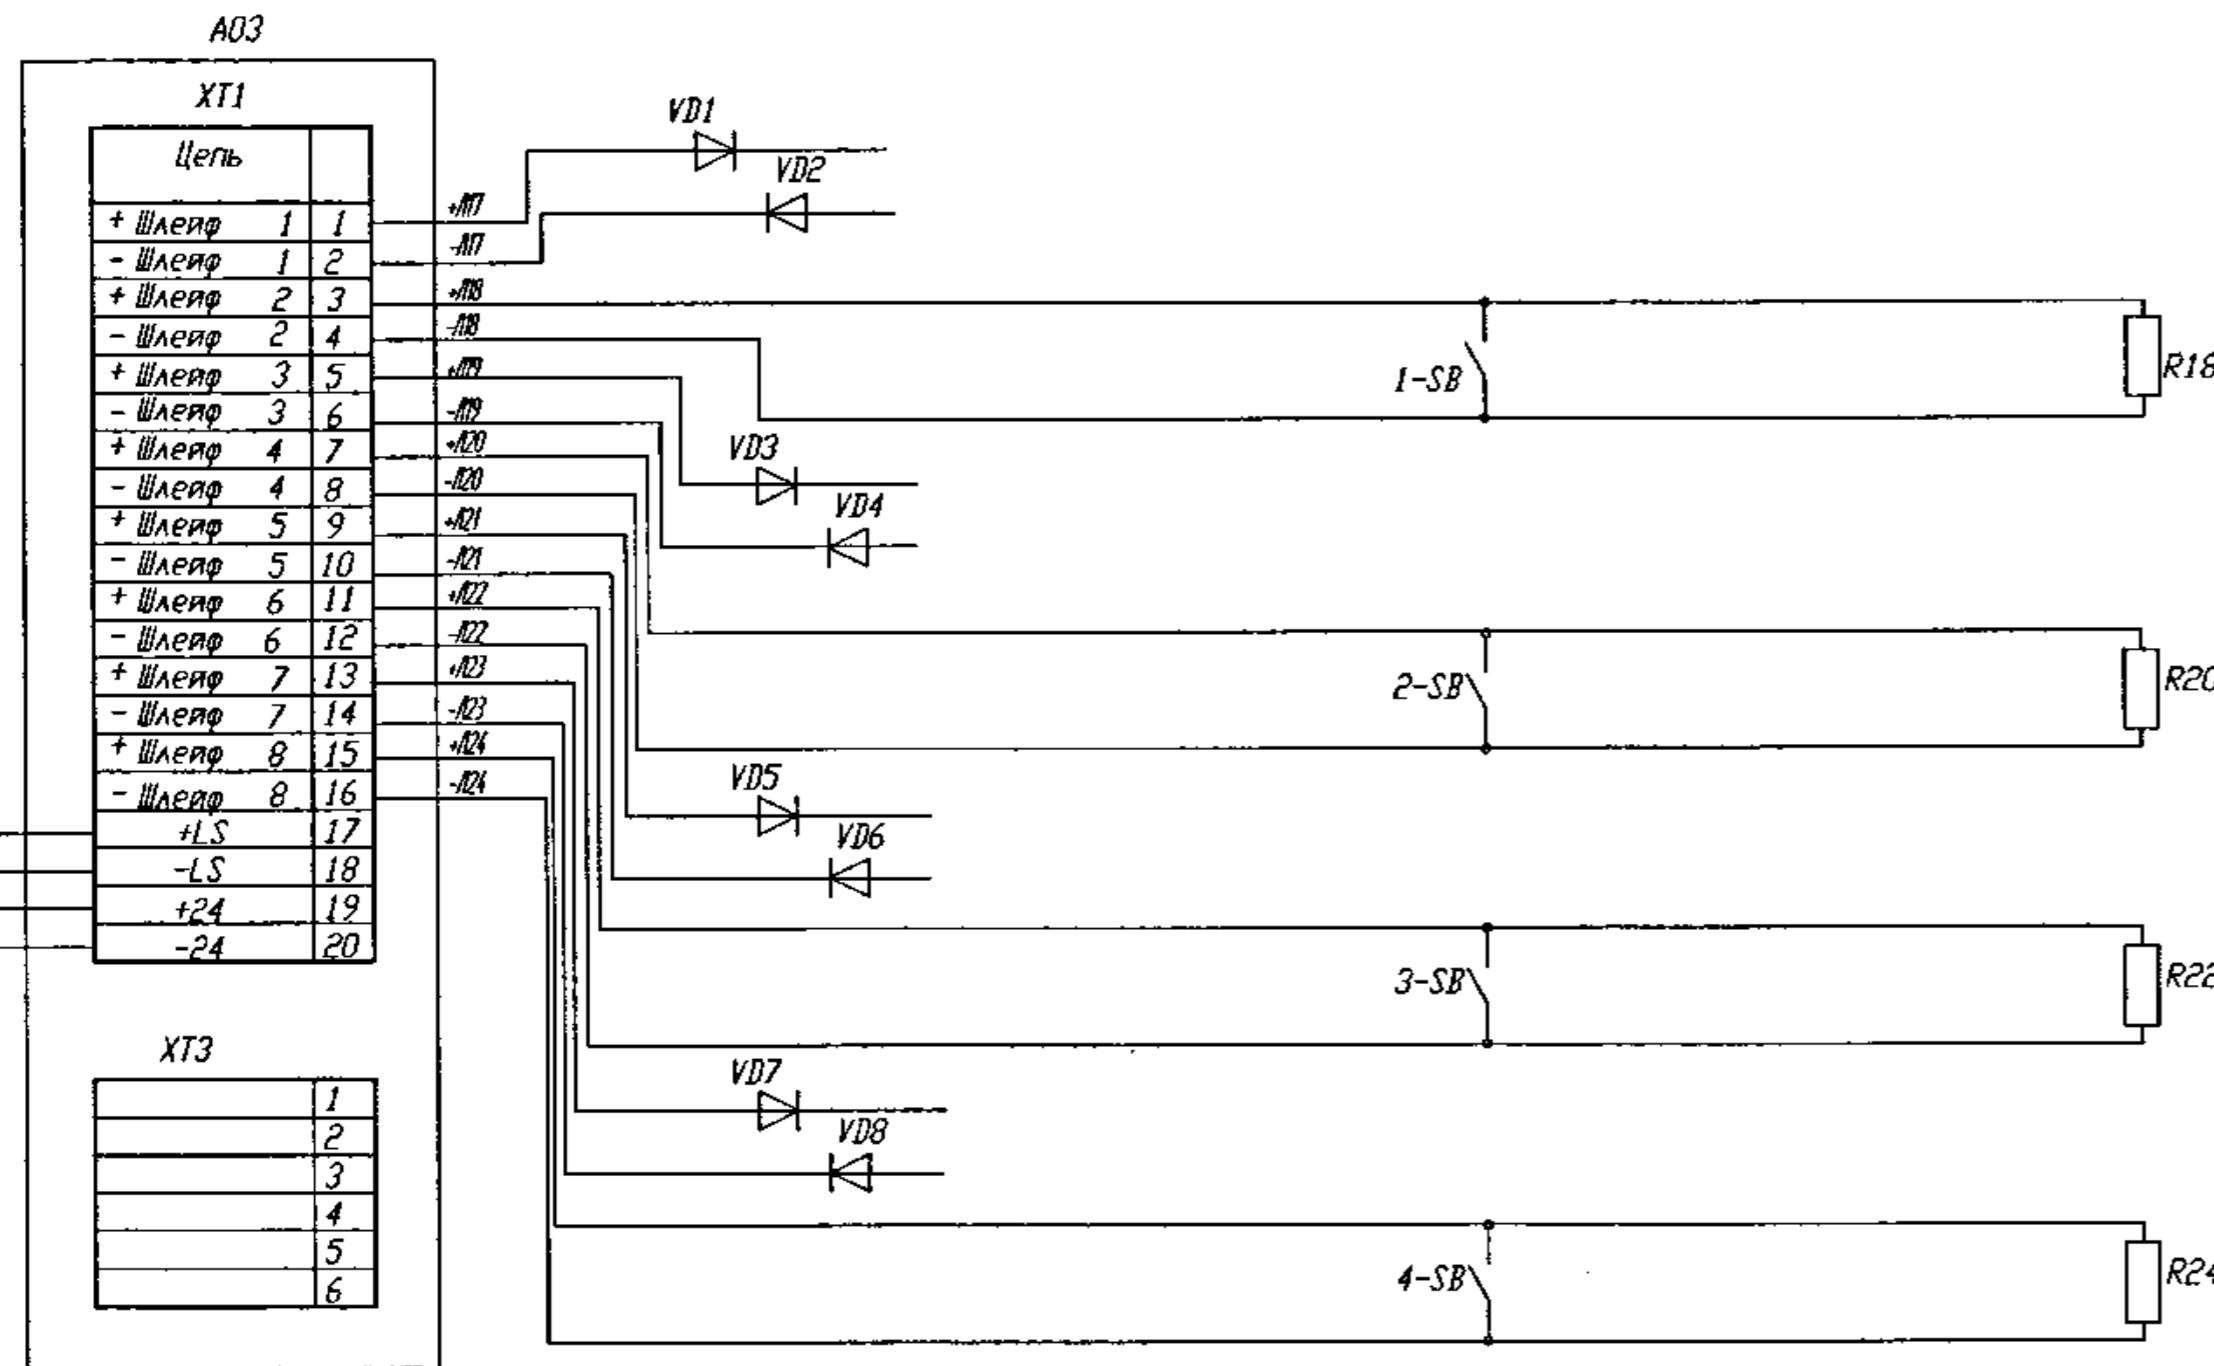 А03
XT1
Цепь
+ Шлейф 1 1
- Шлейф 1 2
+ Шлейф 2 3
- Шлейф 2 4
+ Шлейф 3 5
- Шлейф 3 6
+ Шлейф 4 7
- Шлейф 4 8
+ Шлейф 5 9
- Шлейф 5 10
+ Шлейф 6 11
- Шлейф 6 12
+ Шлейф 7 13
- Шлейф 7 14
+ Шлейф 8 15
- Шлейф 8 16
+LS 17
-LS 18
+24 19
-24 20
XT3
1
2
3
4
5
6
+Л17
-Л17
+Л18
-Л18
+Л19
-Л19
+Л20
-Л20
+Л21
-Л21
+Л22
-Л22
+Л23
-Л23
+Л24
-Л24
VD1
VD2
1-SB
R18
VD3
VD4
2-SB
R20
VD5
VD6
3-SB
R22
VD7
VD8
4-SB
R24